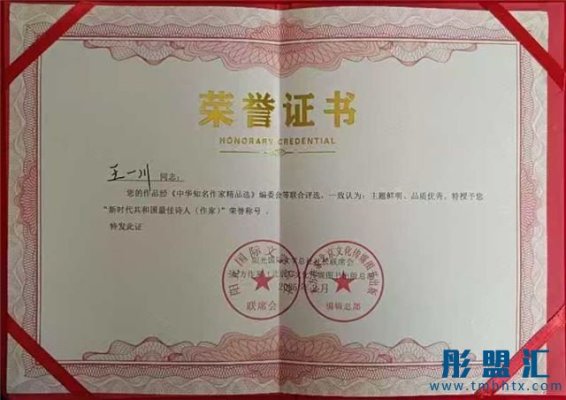 荣誉证书
HONORARY CREDENTIAL
王一川 同志：
您的作品经《中华知名作家精品选》编委会等联合评选，一致认为：主题鲜明、品质优秀，特授予您
“新时代共和国最佳诗人（作家）”荣誉称号，
特发此证
联席会
编辑总部
彤盟汇
www.tmhntx.com